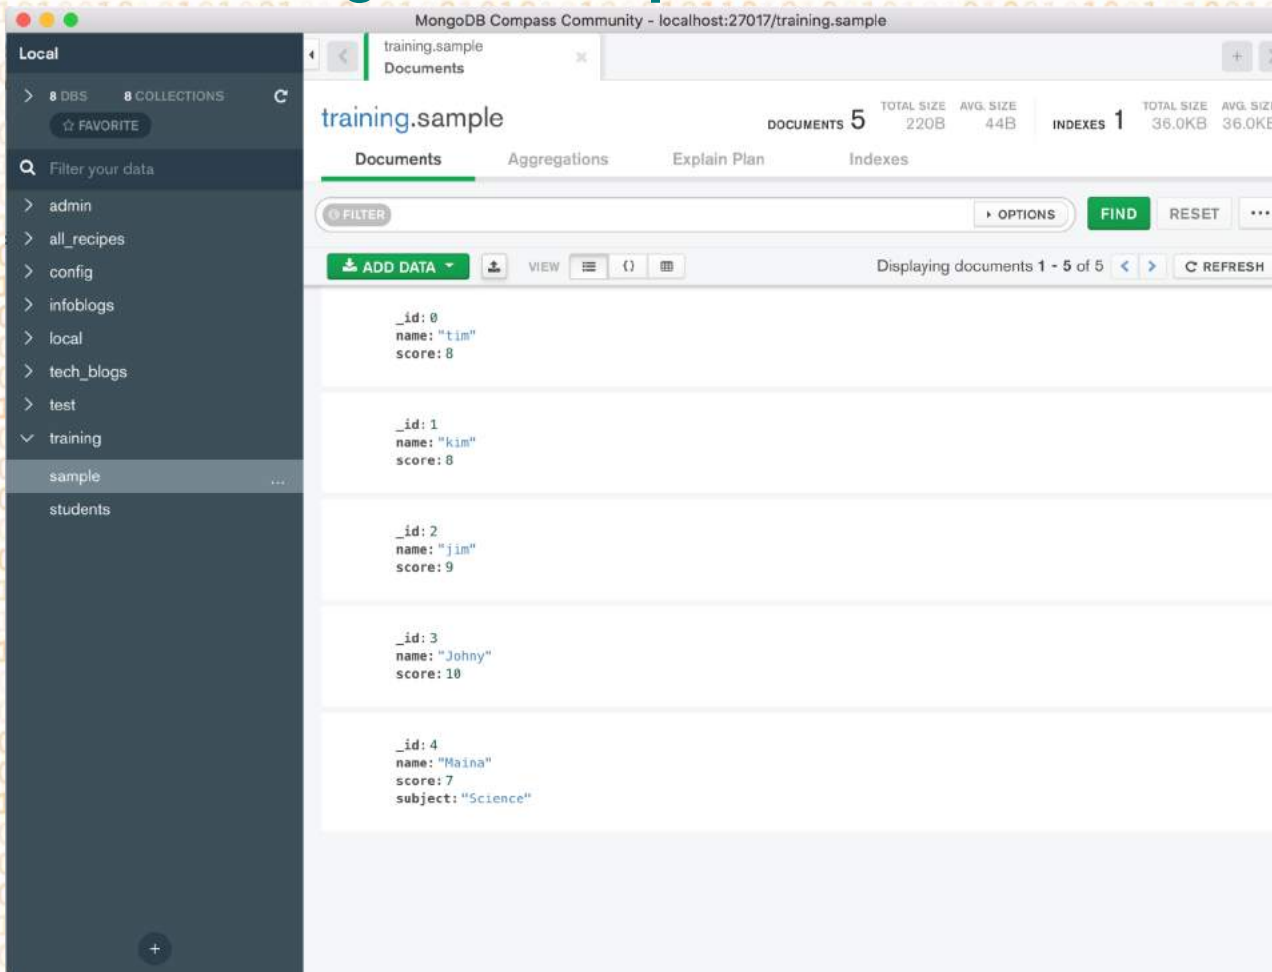 MongoDB Compass Community - localhost:27017/training.sample
Local
8 DBS 8 COLLECTIONS
FAVORITE
Filter your data
admin
all_recipes
config
infoblogs
local
tech_blogs
test
training
sample ...
students
training.sample
Documents
training.sample
DOCUMENTS 5 TOTAL SIZE 220B AVG. SIZE 44B INDEXES 1 TOTAL SIZE 36.0KB AVG. SIZE 36.0KB
Documents Aggregations Explain Plan Indexes
FILTER OPTIONS FIND RESET ...
ADD DATA VIEW {} Displaying documents 1 - 5 of 5 < > REFRESH
_id: 0
name: "tim"
score: 8
_id: 1
name: "kim"
score: 8
_id: 2
name: "jim"
score: 9
_id: 3
name: "Johny"
score: 10
_id: 4
name: "Maina"
score: 7
subject: "Science"